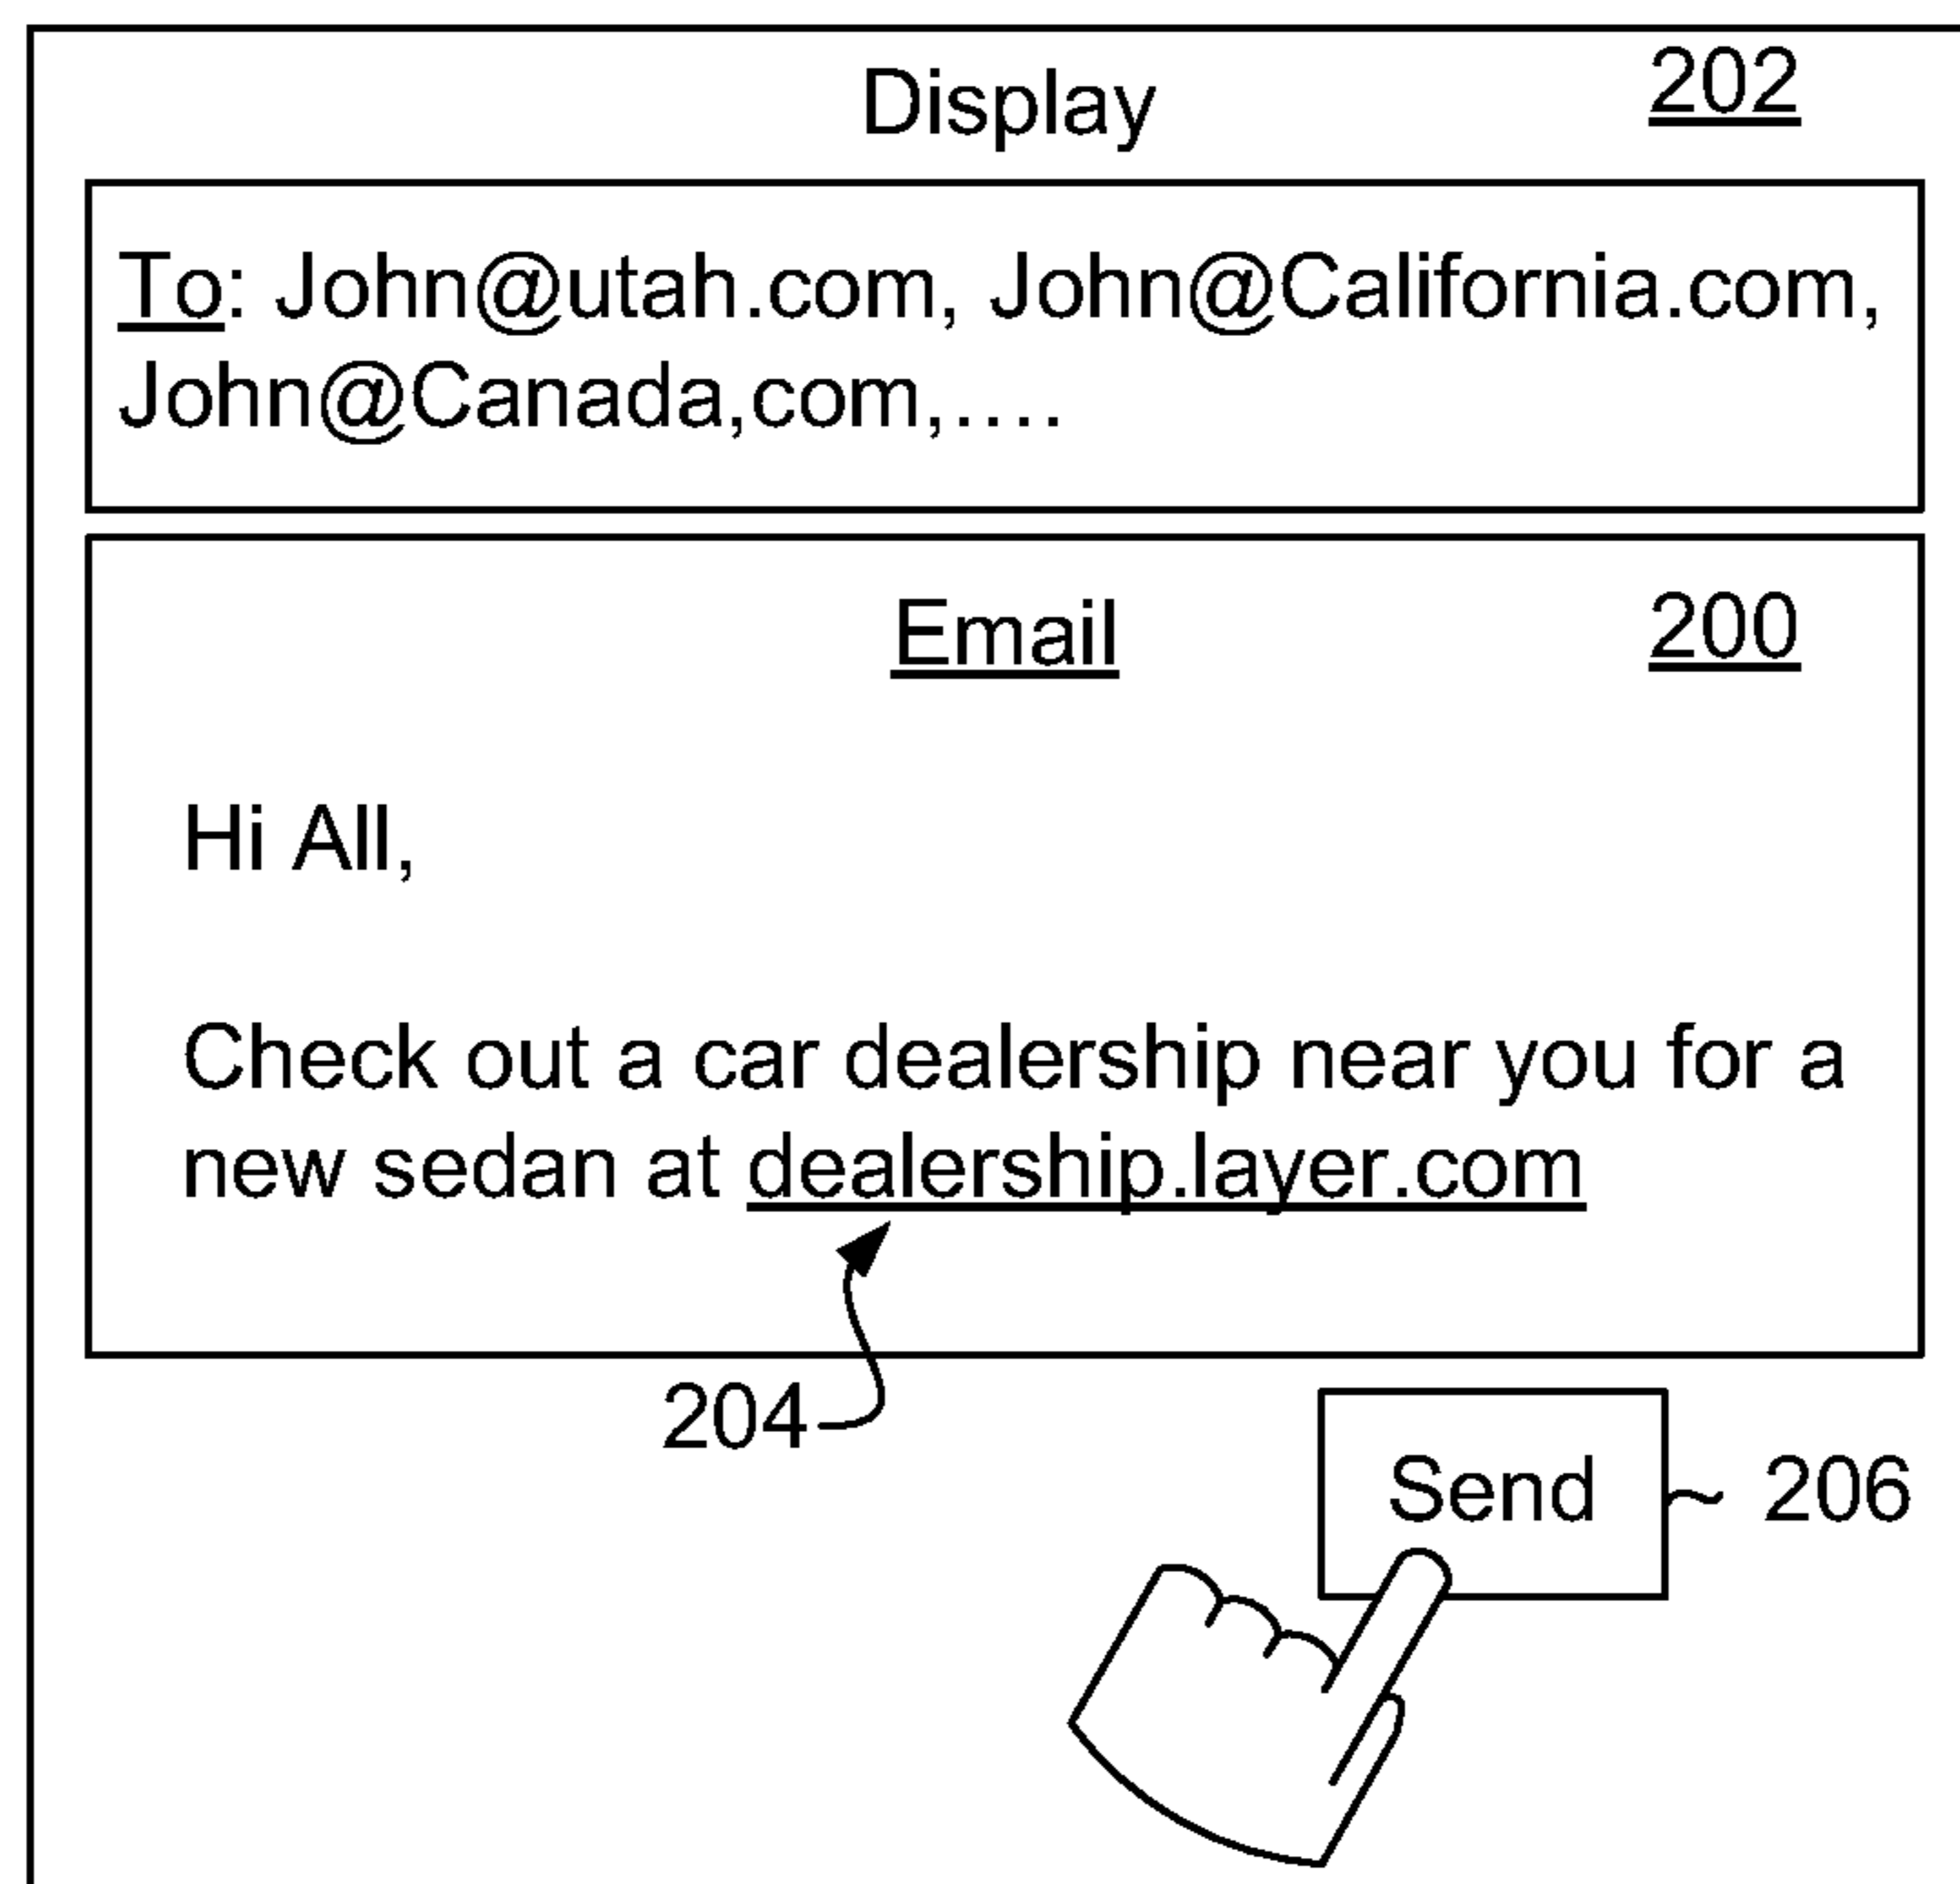 Display 202
To: John@utah.com, John@California.com,
John@Canada,com,....
Email 200
Hi All,
Check out a car dealership near you for a
new sedan at dealership.layer.com
204
Send 206